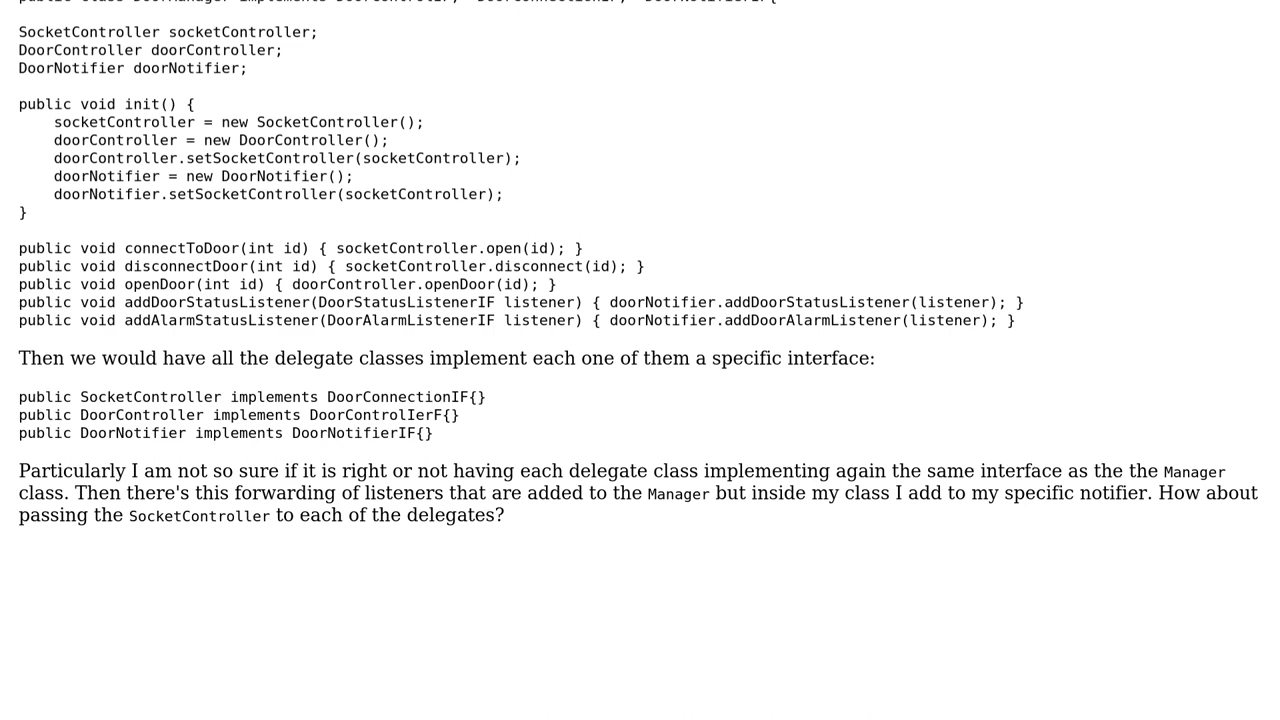 SocketController socketController;
DoorController doorController;
DoorNotifier doorNotifier;
public void init() {
socketController = new SocketController();
doorController = new DoorController();
doorController.setSocketController(socketController);
doorNotifier = new DoorNotifier();
doorNotifier.setSocketController(socketController);
}
public void connectToDoor(int id) { socketController.open(id); }
public void disconnectDoor(int id) { socketController.disconnect(id); }
public void openDoor(int id) { doorController.openDoor(id); }
public void addDoorStatusListener(DoorStatusListenerIF listener) { doorNotifier.addDoorStatusListener(listener); }
public void addAlarmStatusListener(DoorAlarmListenerIF listener) { doorNotifier.addDoorAlarmListener(listener); }
Then we would have all the delegate classes implement each one of them a specific interface:
public SocketController implements DoorConnectionIF{}
public DoorController implements DoorControlIerF{}
public DoorNotifier implements DoorNotifierIF{}
Particularly I am not so sure if it is right or not having each delegate class implementing again the same interface as the the Manager
class. Then there's this forwarding of listeners that are added to the Manager but inside my class I add to my specific notifier. How about
passing the SocketController to each of the delegates?